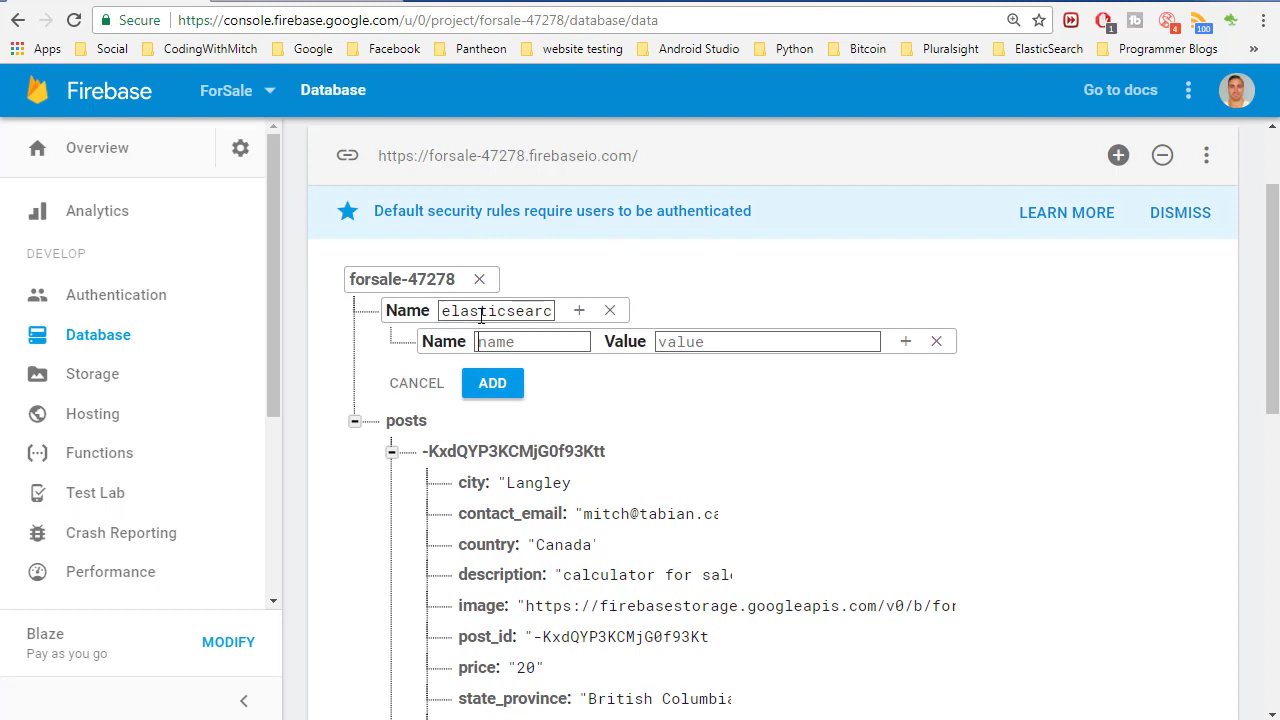 Secure https://console.firebase.google.com/u/0/project/forsale-47278/database/data
1 4 100
Apps Social CodingWithMitch Google Facebook Pantheon website testing Android Studio Python Bitcoin Pluralsight ElasticSearch Programmer Blogs »
Firebase ForSale Database Go to docs
Overview
https://forsale-47278.firebaseio.com/
Analytics
Default security rules require users to be authenticated LEARN MORE DISMISS
DEVELOP
Authentication
Database
Storage
Hosting
Functions
Test Lab
Crash Reporting
Performance
Blaze
Pay as you go
MODIFY
forsale-47278
Name elasticsearc
Name name Value value
CANCEL ADD
posts
-KxdQYP3KCMjG0f93Ktt
city: "Langley
contact_email: "mitch@tabian.ca
country: "Canada'
description: "calculator for sale
image: "https://firebasestorage.googleapis.com/v0/b/for
post_id: "-KxdQYP3KCMjG0f93Kt
price: "20"
state_province: "British Columbia